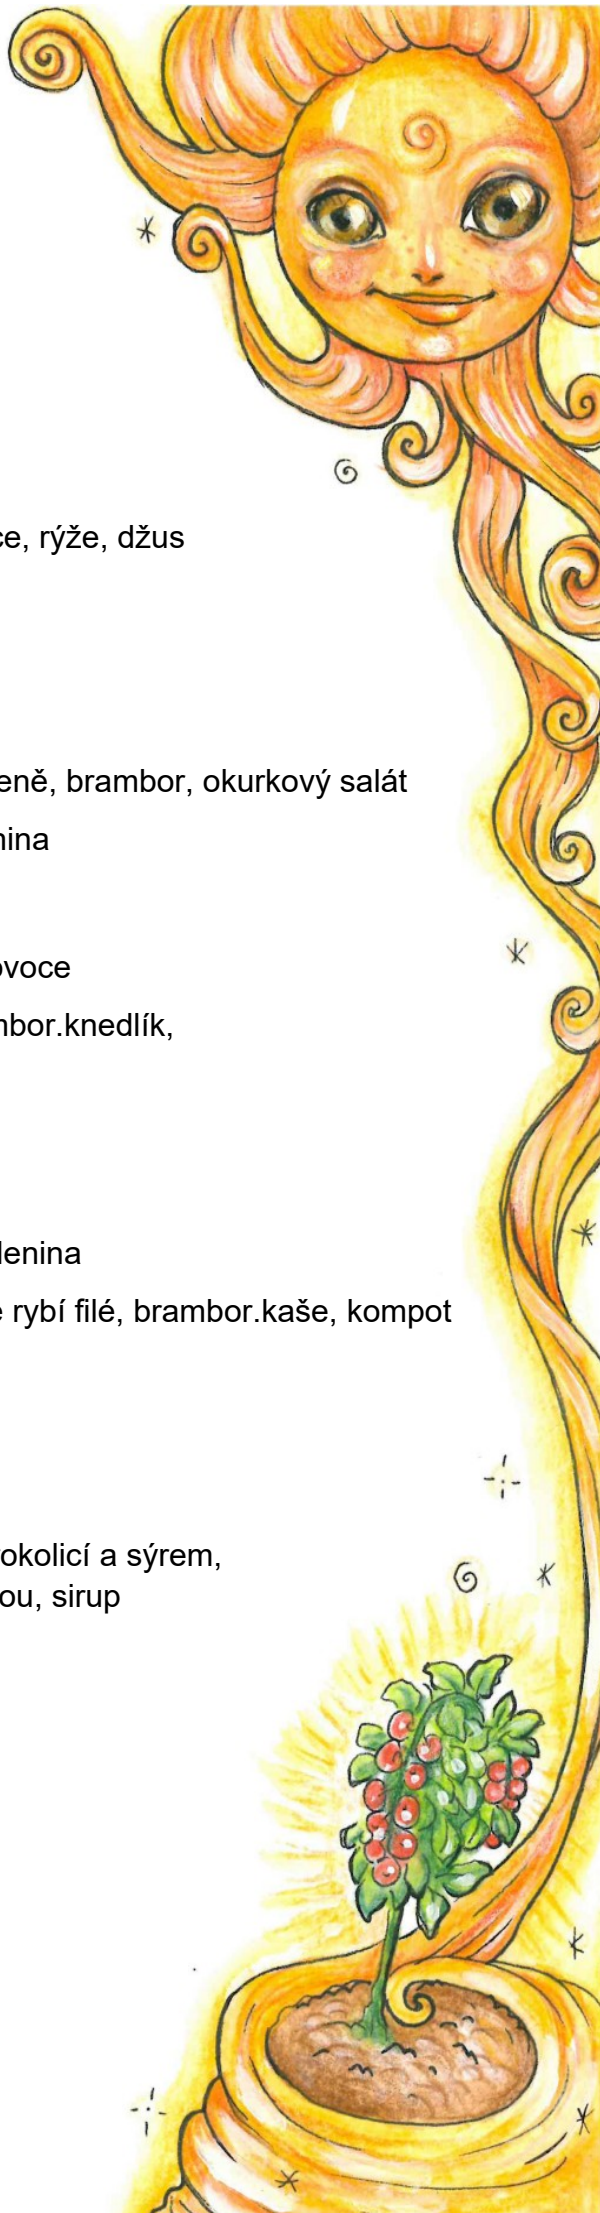 ce, rýže, džus
eně, brambor, okurkový salát
nina
ovoce
mbor.knedlík,
lenina
e rybí filé, brambor.kaše, kompot
rokolicí a sýrem,
ou, sirup